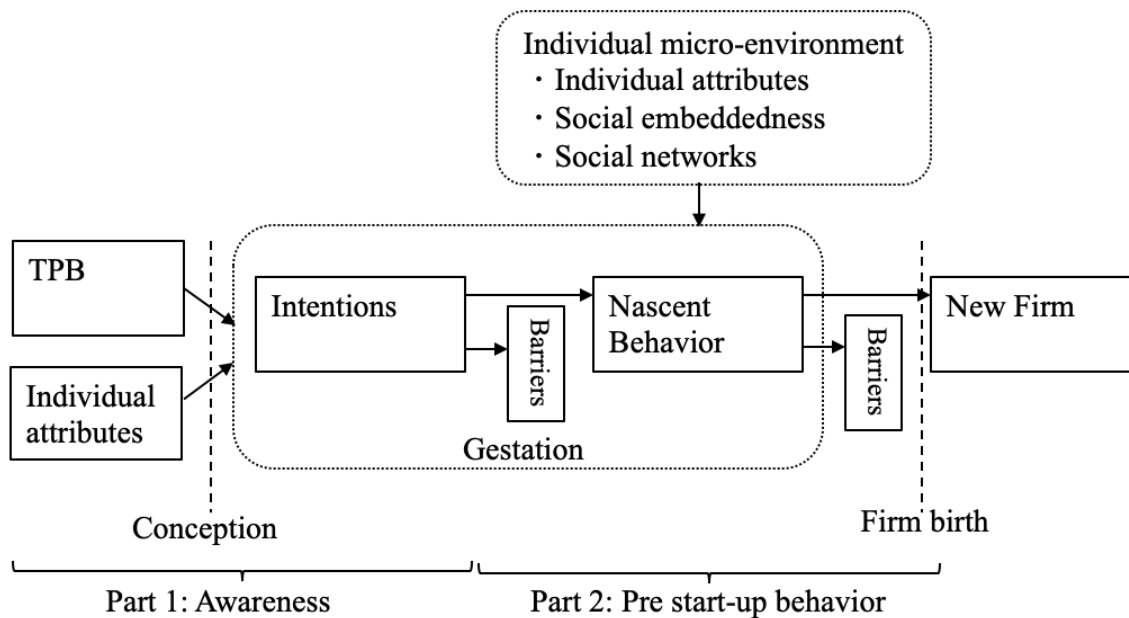 Individual micro-environment
・Individual attributes
・Social embeddedness
・Social networks
TPB
Individual
attributes
Intentions
Barriers
Nascent
Behavior
Barriers
New Firm
Gestation
Conception
Firm birth
Part 1: Awareness
Part 2: Pre start-up behavior